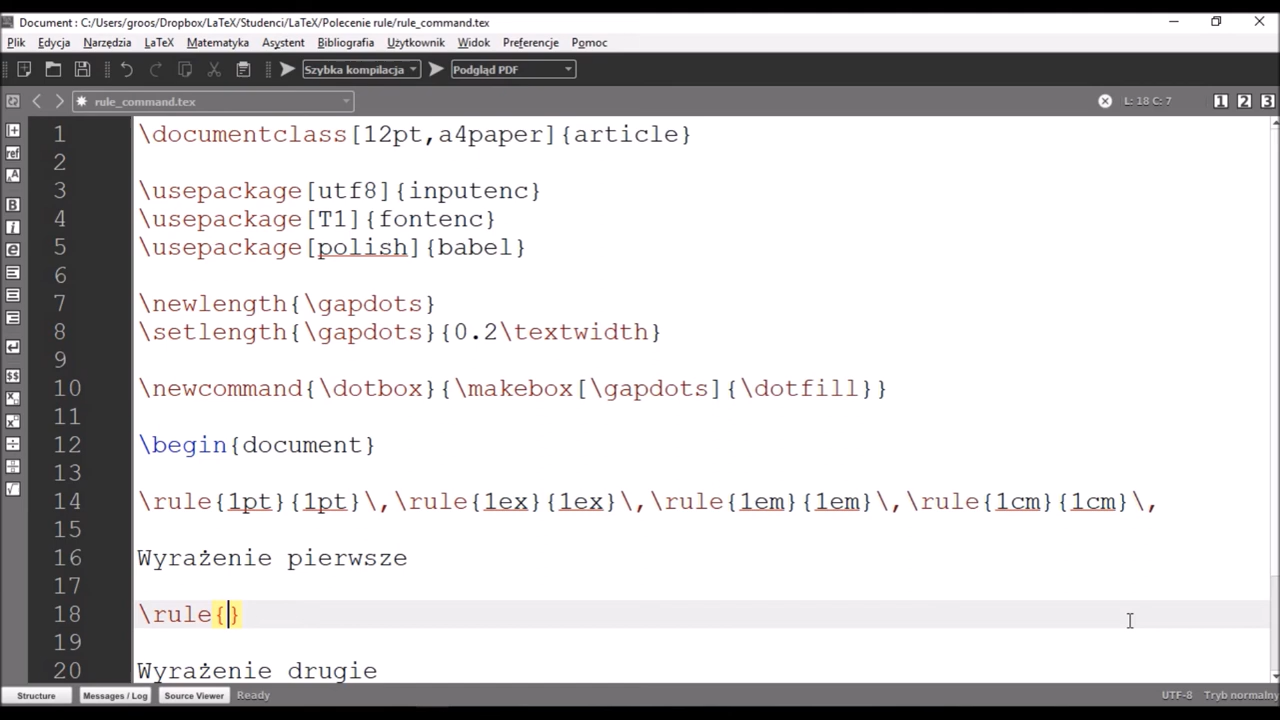 Document : C:/Users/groos/Dropbox/LaTeX/Studenci/LaTeX/Polecenie rule/rule_command.tex
Plik Edycja Narzędzia LaTeX Matematyka Asystent Bibliografia Użytkownik Widok Preferencje Pomoc
Szybka kompilacja Podgląd PDF
rule_command.tex L: 18 C: 7 1 2 3
1 \documentclass[12pt,a4paper]{article}
2
3 \usepackage[utf8]{inputenc}
4 \usepackage[T1]{fontenc}
5 \usepackage[polish]{babel}
6
7 \newlength{\gapdots}
8 \setlength{\gapdots}{0.2\textwidth}
9
10 \newcommand{\dotbox}{\makebox[\gapdots]{\dotfill}}
11
12 \begin{document}
13
14 \rule{1pt}{1pt}\,\rule{1ex}{1ex}\,\rule{1em}{1em}\,\rule{1cm}{1cm}\,
15
16 Wyrażenie pierwsze
17
18 \rule{}
19
20 Wyrażenie drugie
Structure Messages / Log Source Viewer Ready UTF-8 Tryb normalny